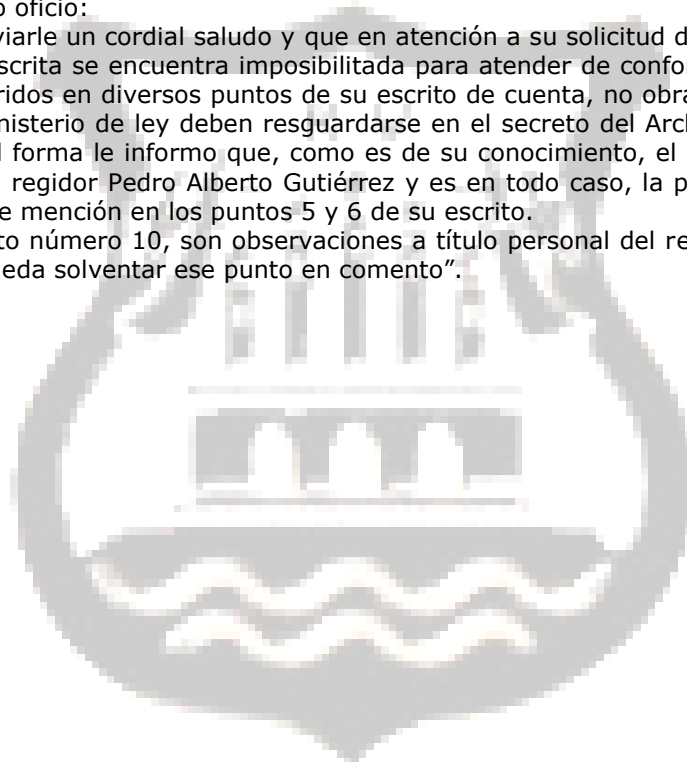 o oficio:
viarle un cordial saludo y que en atención a su solicitud d
scrita se encuentra imposibilitada para atender de confor
ridos en diversos puntos de su escrito de cuenta, no obra
nisterio de ley deben resguardarse en el secreto del Arch
l forma le informo que, como es de su conocimiento, el
regidor Pedro Alberto Gutiérrez y es en todo caso, la p
e mención en los puntos 5 y 6 de su escrito.
to número 10, son observaciones a título personal del re
eda solventar ese punto en comento”.